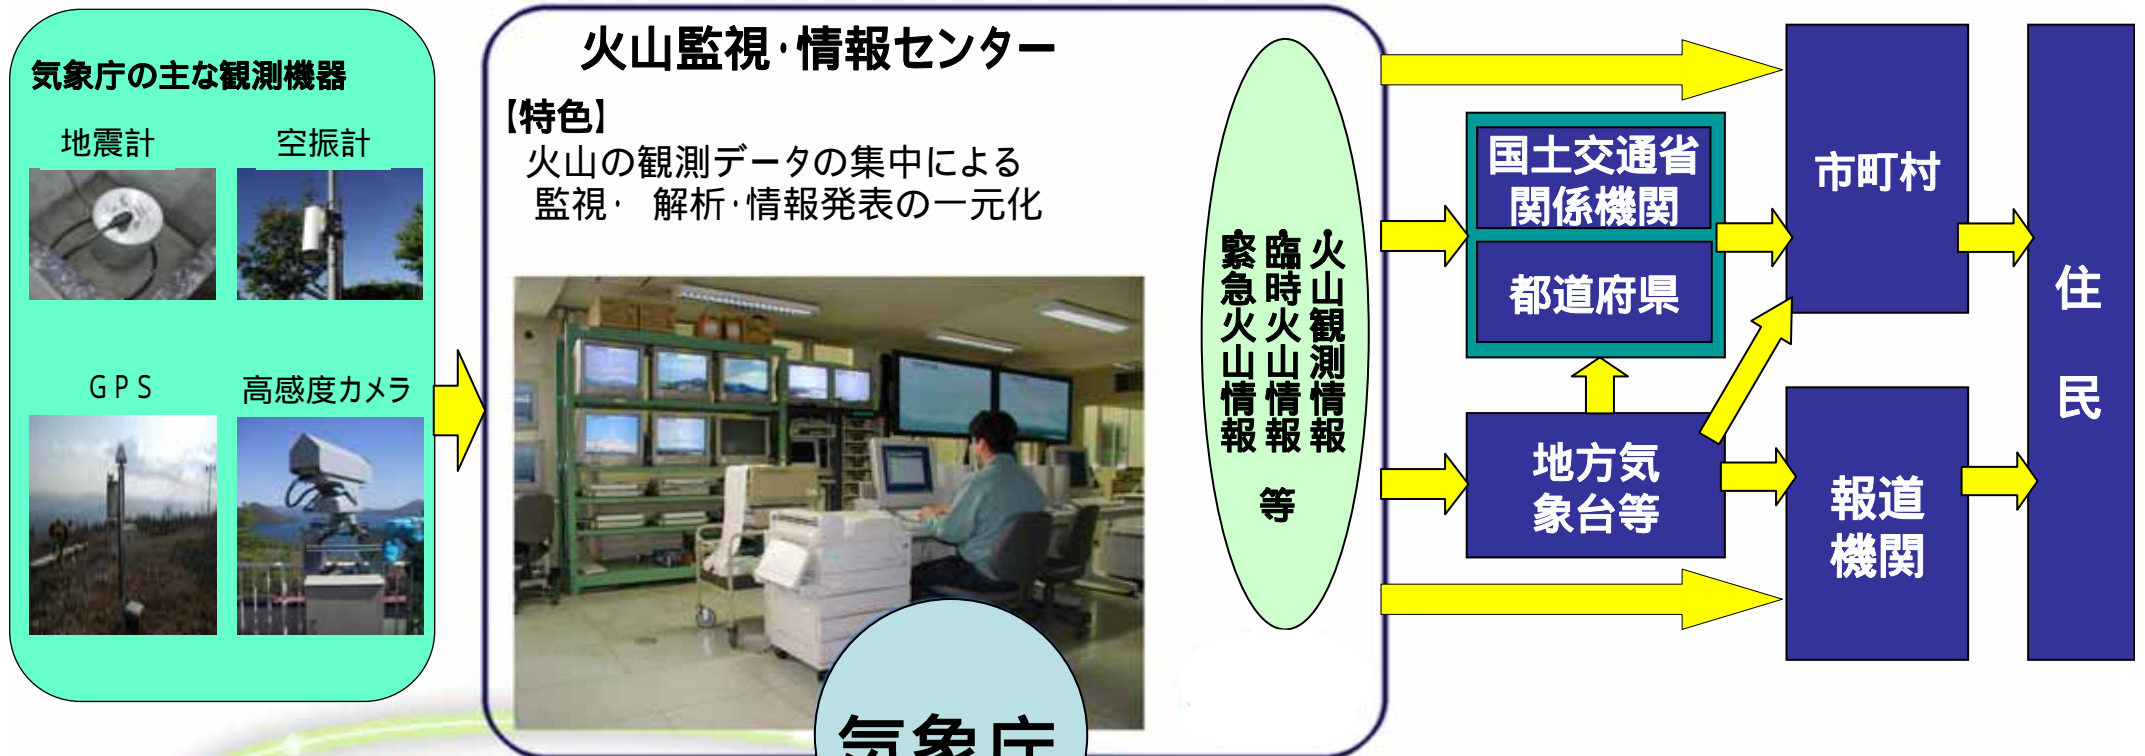 気象庁の主な観測機器
地震計
空振計
GPS
高感度カメラ
火山監視・情報センター
【特色】
火山の観測データの集中による
監視・ 解析・情報発表の一元化
・火山観測情報
・臨時火山情報
・緊急火山情報
等
気象庁
国土交通省
関係機関
都道府県
地方気
象台等
市町村
報道
機関
住民